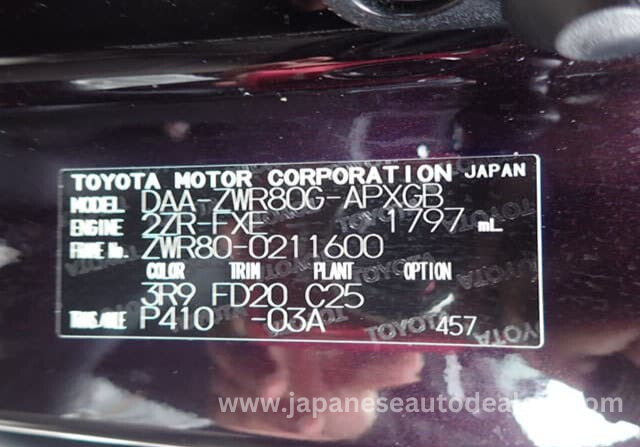 TOYOTA MOTOR CORPORATION JAPAN
MODEL DAA-ZWR80G-APXGB
ENGINE 2ZR-FXE 1797 mL
FRAME No. ZWR80-0211600
COLOR TRIM PLANT OPTION
3R9 FD20 C25
TRANS/AXLE P410 -03A 457
www.japaneseautodealers.com